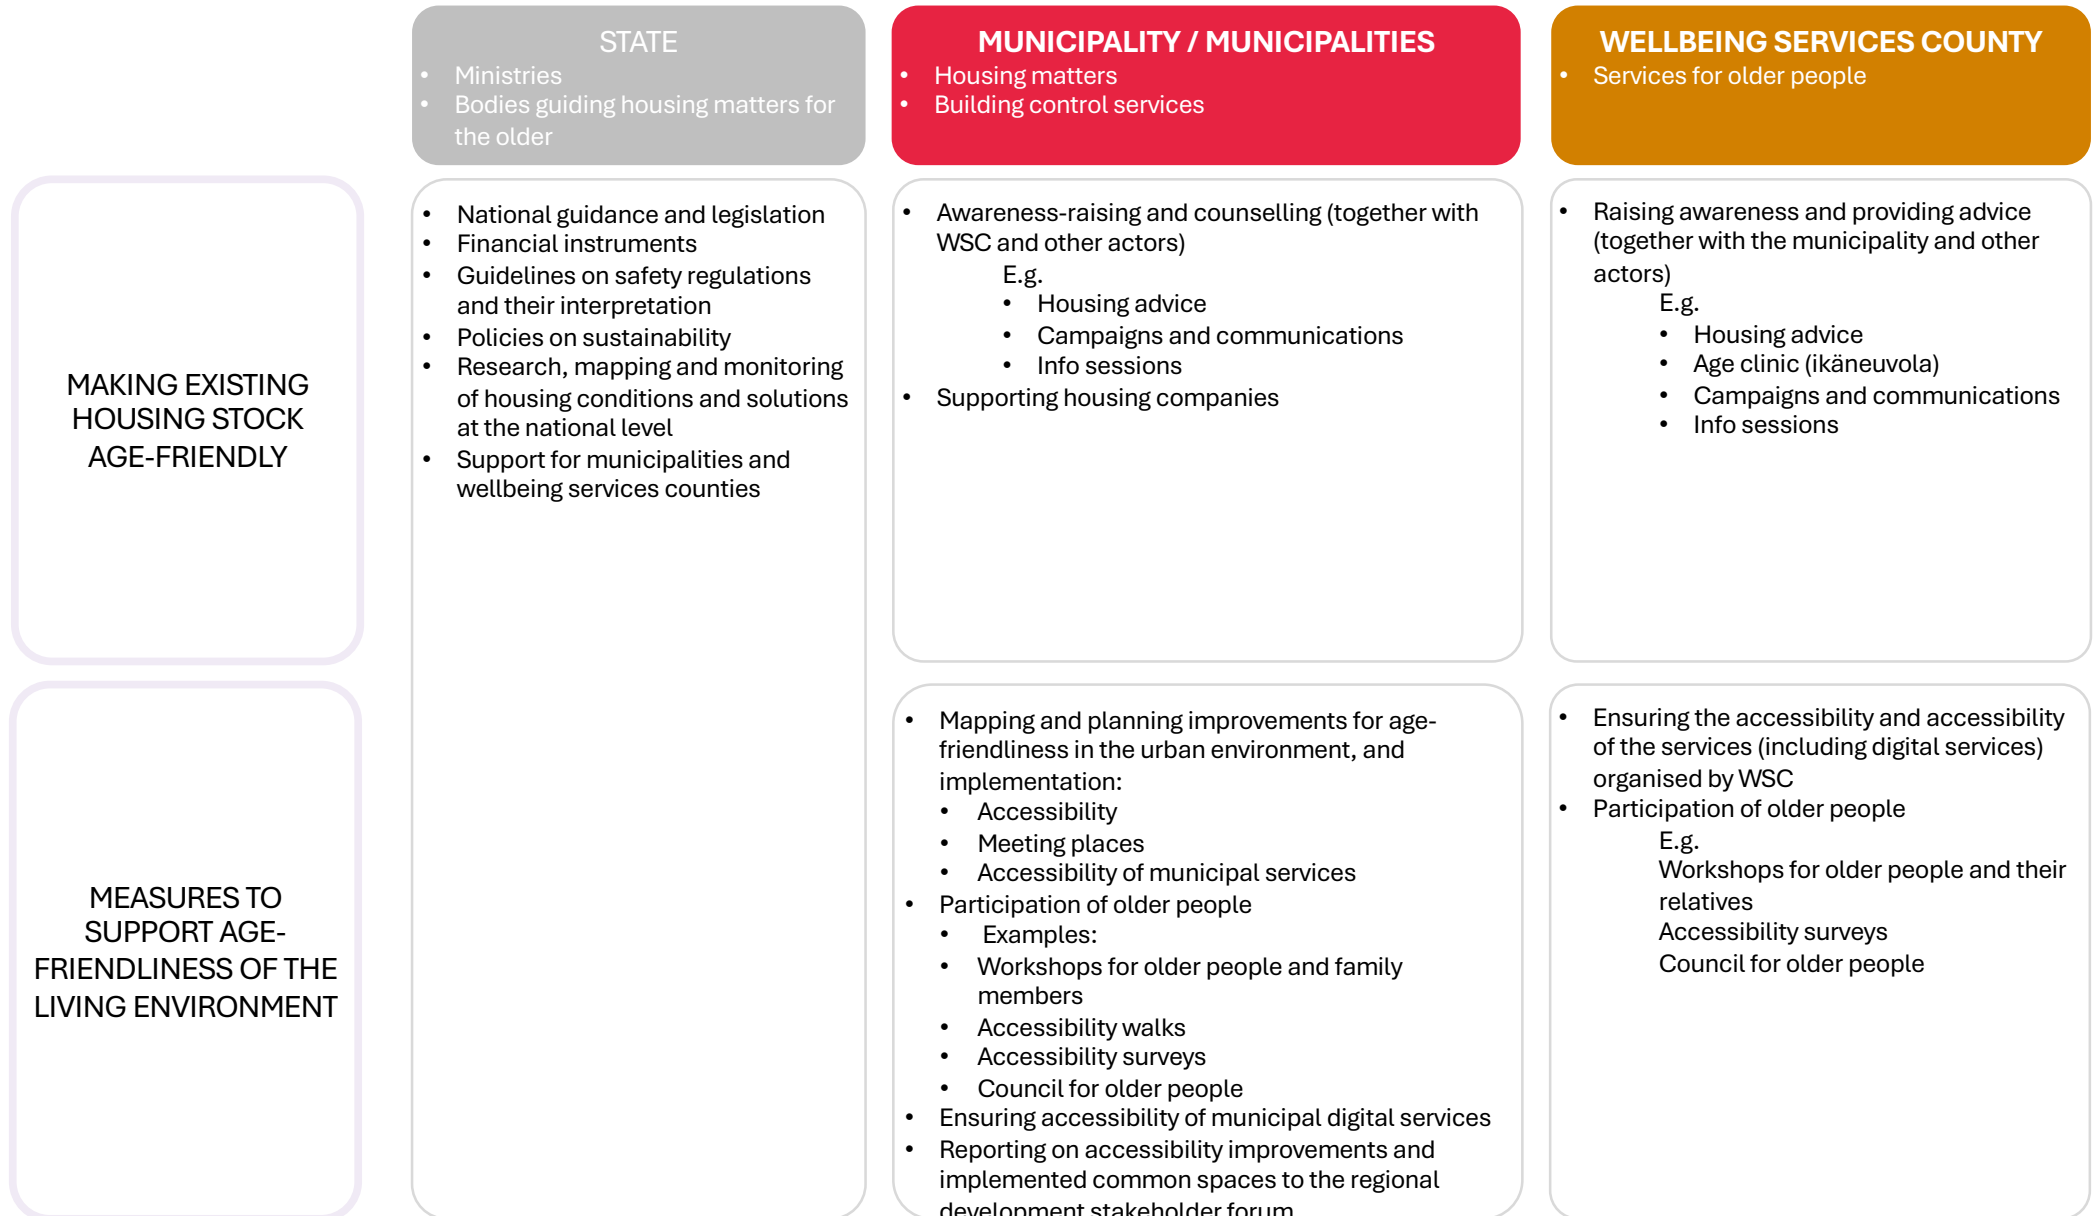 STATE
• Ministries
• Bodies guiding housing matters for
the older
MUNICIPALITY / MUNICIPALITIES
• Housing matters
• Building control services
WELLBEING SERVICES COUNTY
• Services for older people
MAKING EXISTING
HOUSING STOCK
AGE-FRIENDLY
• National guidance and legislation
• Financial instruments
• Guidelines on safety regulations
and their interpretation
• Policies on sustainability
• Research, mapping and monitoring
of housing conditions and solutions
at the national level
• Support for municipalities and
wellbeing services counties
• Awareness-raising and counselling (together with
WSC and other actors)
E.g.
• Housing advice
• Campaigns and communications
• Info sessions
• Supporting housing companies
• Raising awareness and providing advice
(together with the municipality and other
actors)
E.g.
• Housing advice
• Age clinic (ikäneuvola)
• Campaigns and communications
• Info sessions
MEASURES TO
SUPPORT AGE-
FRIENDLINESS OF THE
LIVING ENVIRONMENT
• Mapping and planning improvements for age-
friendliness in the urban environment, and
implementation:
• Accessibility
• Meeting places
• Accessibility of municipal services
• Participation of older people
• Examples:
• Workshops for older people and family
members
• Accessibility walks
• Accessibility surveys
• Council for older people
• Ensuring accessibility of municipal digital services
• Reporting on accessibility improvements and
implemented common spaces to the regional
development stakeholder forum
• Ensuring the accessibility and accessibility
of the services (including digital services)
organised by WSC
• Participation of older people
E.g.
Workshops for older people and their
relatives
Accessibility surveys
Council for older people